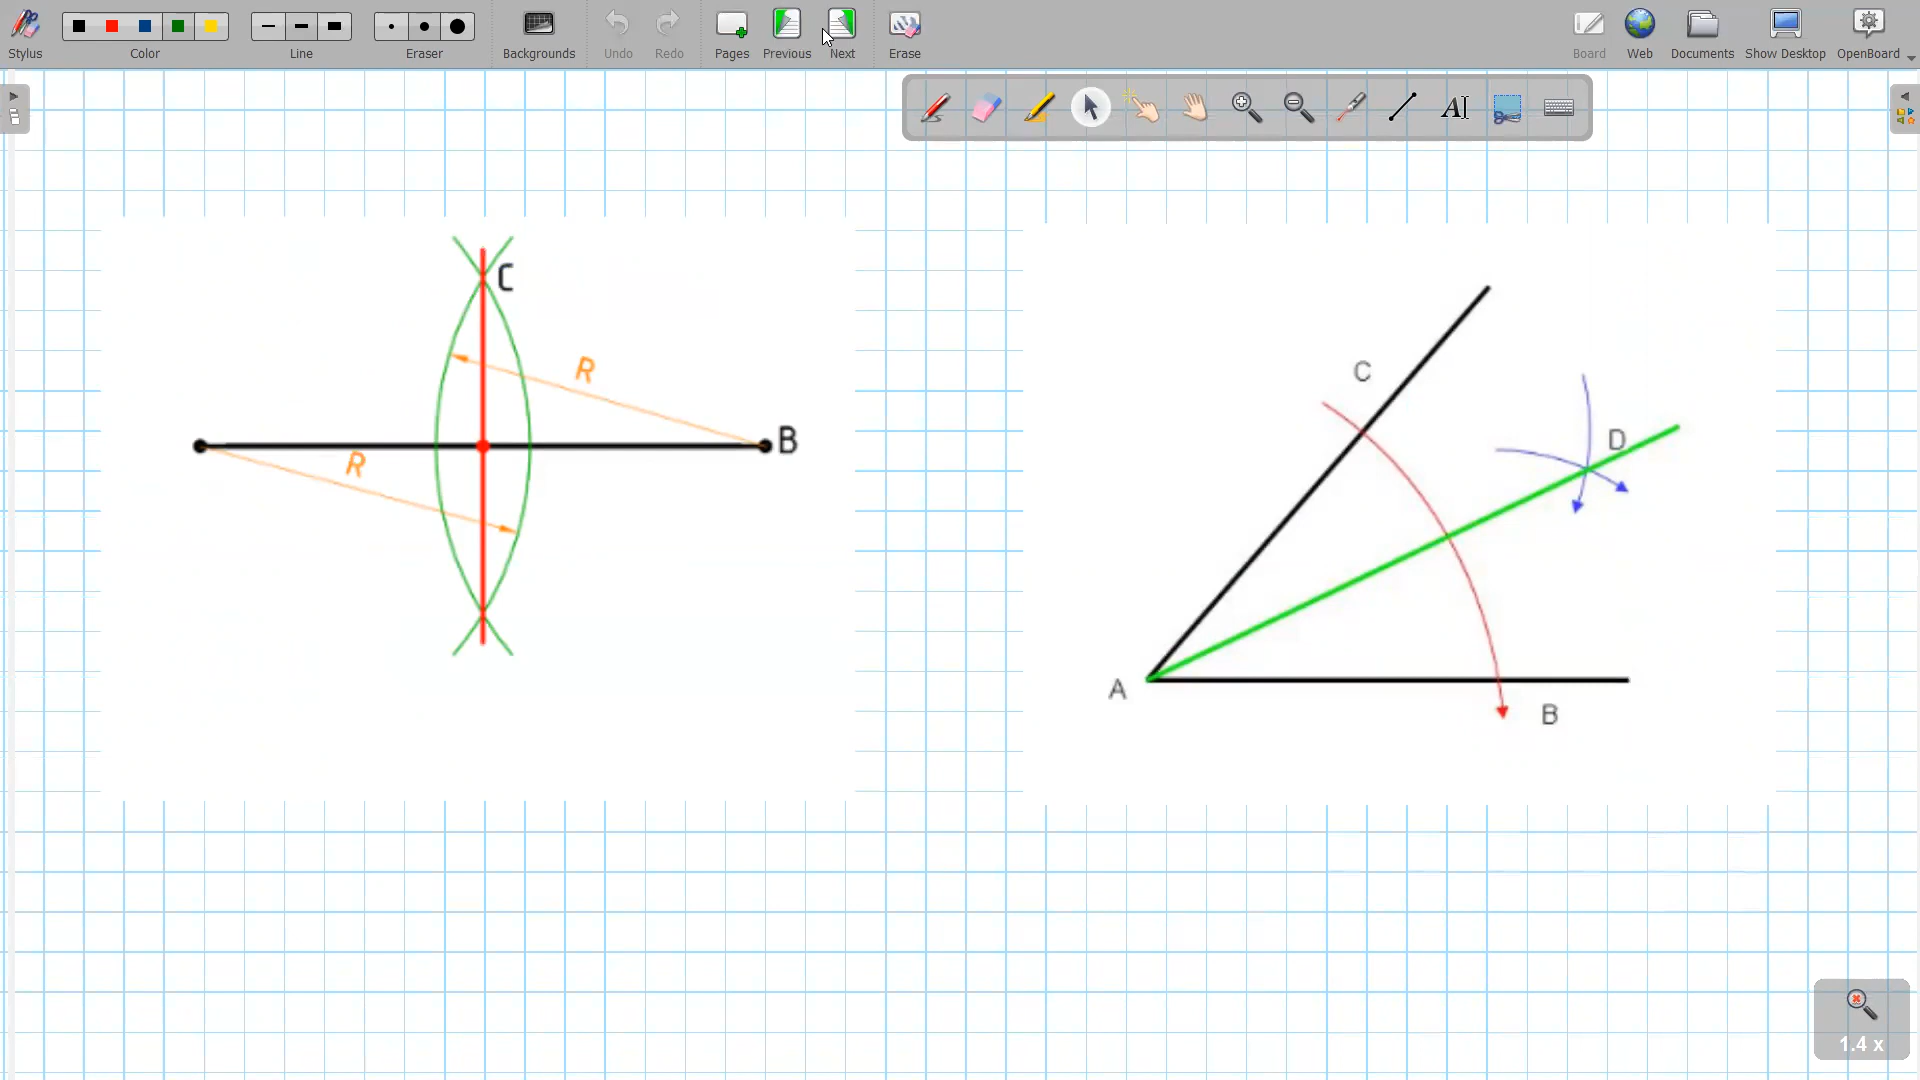 Stylus
Color
Line
Eraser
Backgrounds
Undo
Redo
Pages
Previous
Next
Erase
Board
Web
Documents
Show Desktop
OpenBoard
A
C
R
B
R
C
D
A
B
1.4 x